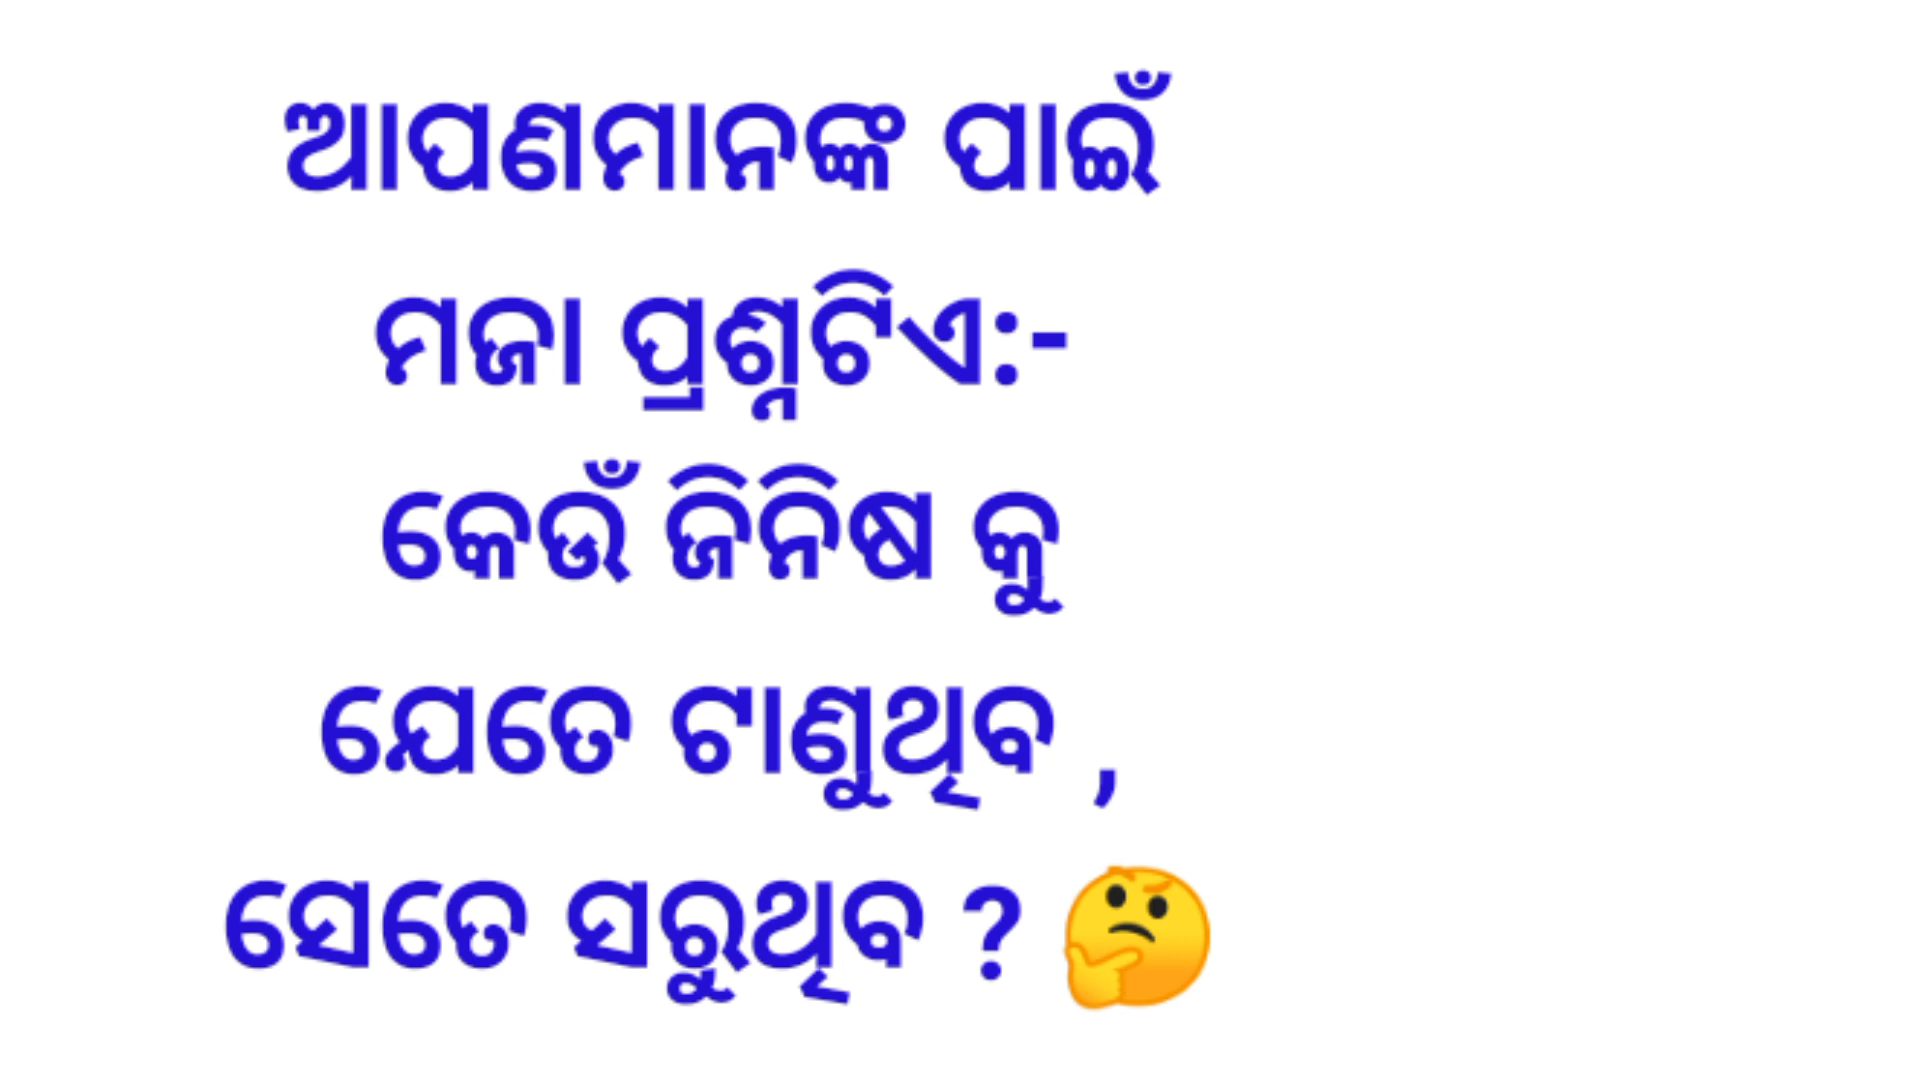 ଆପଣମାନଙ୍କ ପାଇଁ
ମଜା ପ୍ରଶ୍ନଟିଏ:-
କେଉଁ ଜିନିଷ କୁ
ଯେତେ ଟାଣୁଥିବ ,
ସେତେ ସରୁଥିବ ? 🤔